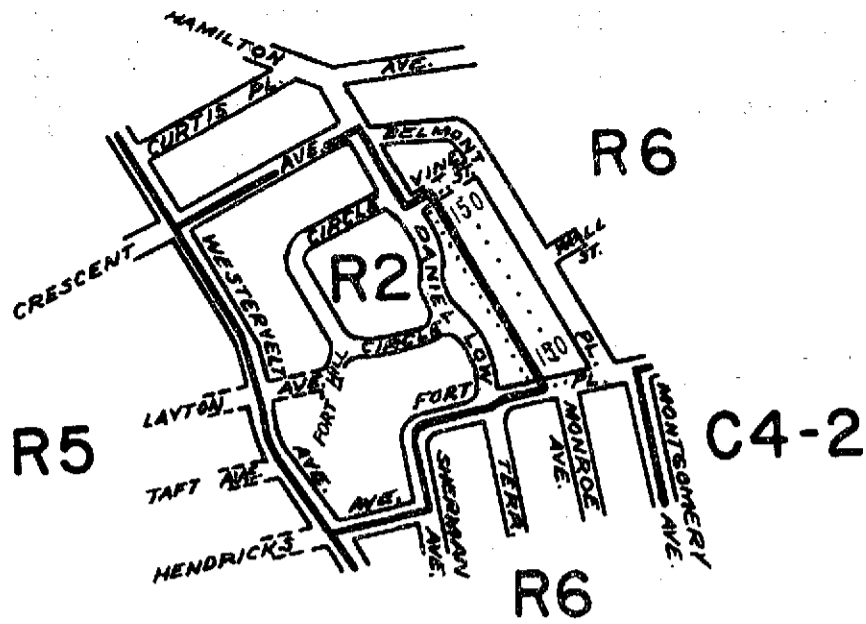 HAMILTON
AVE.
CURTIS PL.
BELMONT
R6
AVE.
VINE
ST.
150
CIRCLE
HALL
ST.
DANIEL
LOW
WESTERVELT
CRESCENT
R2
150
PL.
CIRCLE
FORT HILL
AVE.
FORT
PL.
LAYTON
R5
C4-2
MONTGOMERY
AVE.
MONROE
AVE.
TERR.
SHERMAN
AVE.
AVE.
TAFT AVE.
AVE.
HENDRICKS
R6